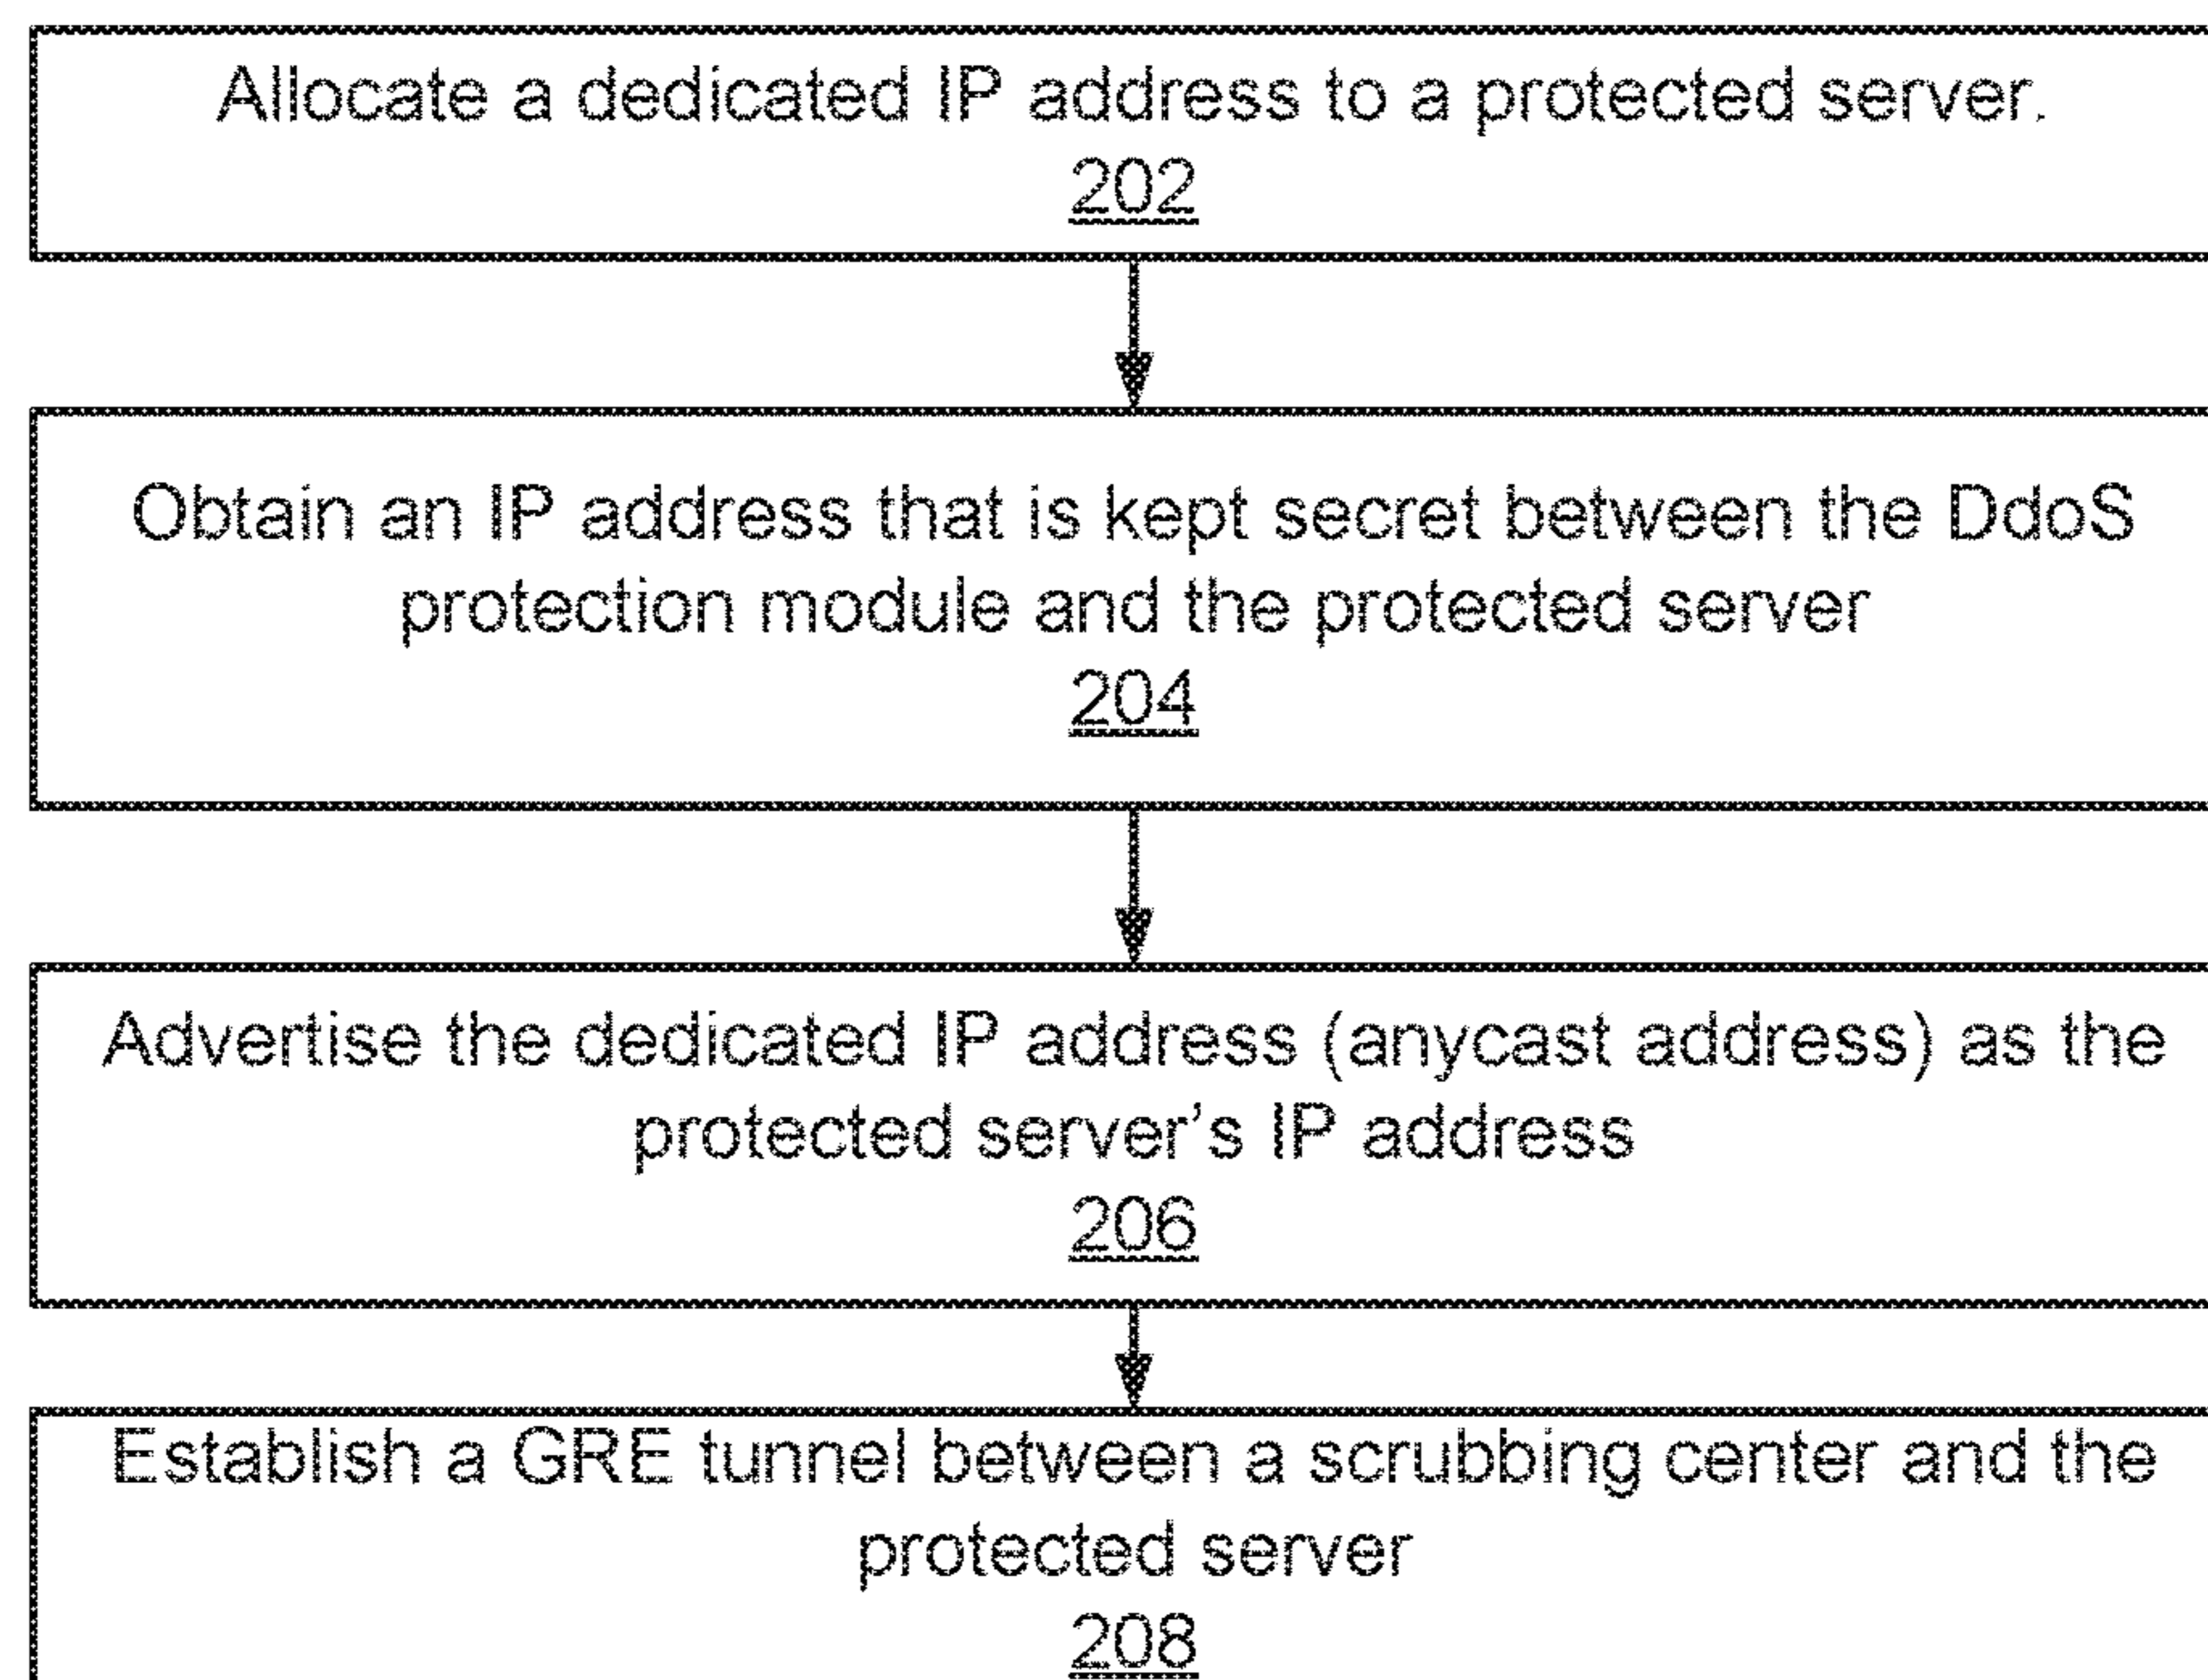 Allocate a dedicated IP address to a protected server.
202
Obtain an IP address that is kept secret between the DdoS
protection module and the protected server
204
Advertise the dedicated IP address (anycast address) as the
protected server's IP address
206
Establish a GRE tunnel between a scrubbing center and the
protected server
208